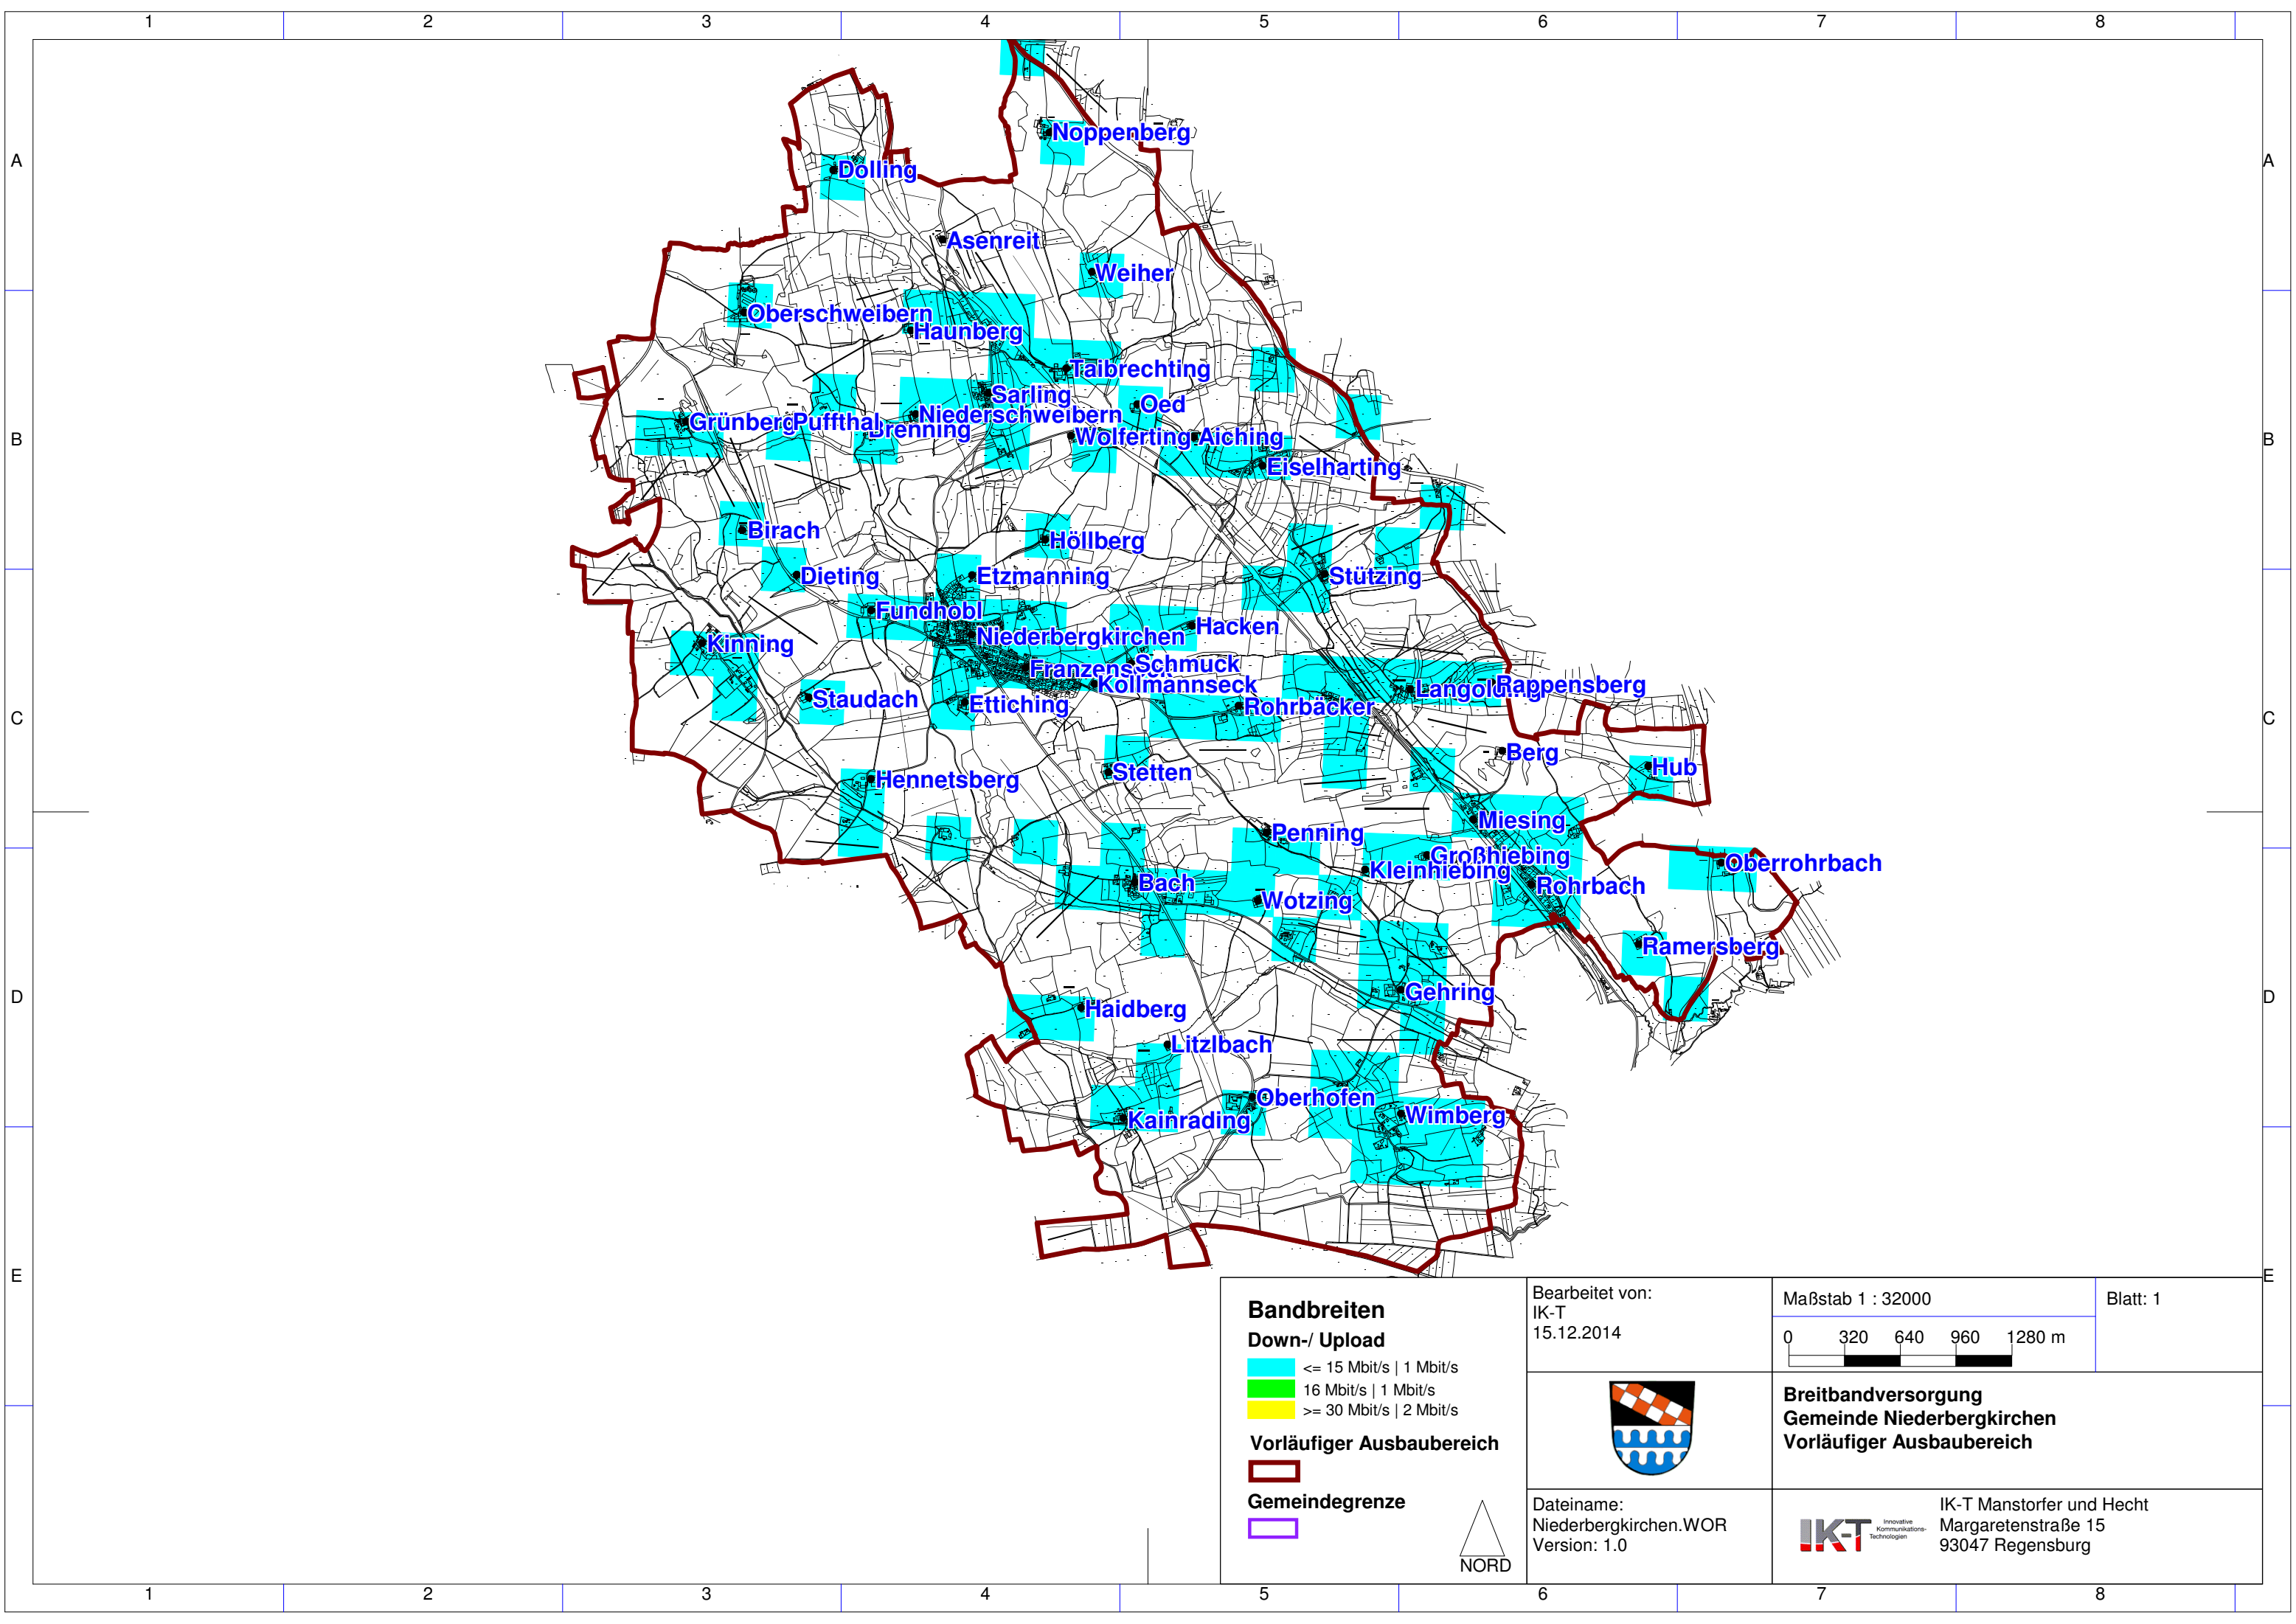 1 2 3 4 5 6 7 8
A A
B B
C C
D D
E E
Noppenberg
Dolling
Asenreit
Weiher
Oberschweibern
Haunberg
Taibrechting
Sarling
Oed
Niederschweibern
Grünberg
Puffthal
Brenning
Wolferting
Aiching
Eiselharting
Birach
Höllberg
Dieting
Etzmanning
Stützing
Fundhobl
Hacken
Niederbergkirchen
Kinning
Schmuck
Franzenseck
Kollmannseck
Langolding
Rappensberg
Staudach
Ettiching
Rohrbäcker
Berg
Hub
Stetten
Hennetsberg
Miesing
Penning
Großhiebing
Oberrohrbach
Kleinhiebing
Bach
Rohrbach
Wotzing
Ramersberg
Gehring
Haidberg
Litzlbach
Oberhofen
Wimberg
Kainrading
Bandbreiten
Down-/ Upload
<= 15 Mbit/s | 1 Mbit/s
16 Mbit/s | 1 Mbit/s
>= 30 Mbit/s | 2 Mbit/s
Vorläufiger Ausbaubereich
Gemeindegrenze
NORD
Bearbeitet von:
IK-T
15.12.2014
Maßstab 1 : 32000
Blatt: 1
0 320 640 960 1280 m
Breitbandversorgung
Gemeinde Niederbergkirchen
Vorläufiger Ausbaubereich
Dateiname:
Niederbergkirchen.WOR
Version: 1.0
IK-T
Innovative
Kommunikations-
Technologien
IK-T Manstorfer und Hecht
Margaretenstraße 15
93047 Regensburg
1 2 3 4 5 6 7 8